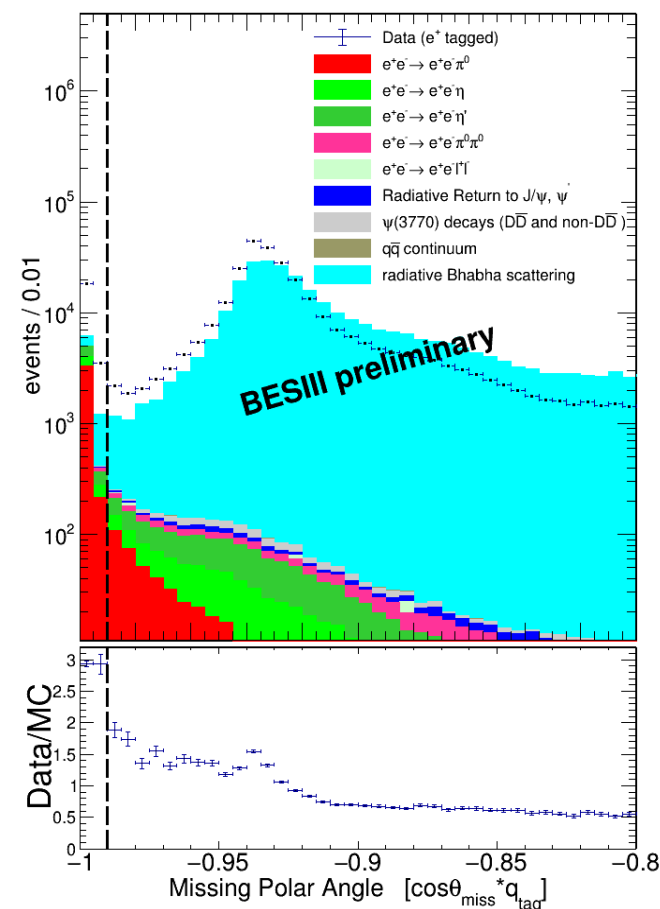 Data (e⁺ tagged)
e⁺e⁻→ e⁺e⁻π⁰
e⁺e⁻→ e⁺e⁻η
e⁺e⁻→ e⁺e⁻η'
e⁺e⁻→ e⁺e⁻π⁰π⁰
e⁺e⁻→ e⁺e⁻l⁺l⁻
Radiative Return to J/ψ, ψ'
ψ(3770) decays (DD̅ and non-DD̅ )
qq̅ continuum
radiative Bhabha scattering
events / 0.01
10⁶
10⁵
10⁴
10³
10²
BESIII preliminary
Data/MC
3
2.5
2
1.5
1
0.5
0
−1 −0.95 −0.9 −0.85 −0.8
Missing Polar Angle [cosθmiss*qtag]